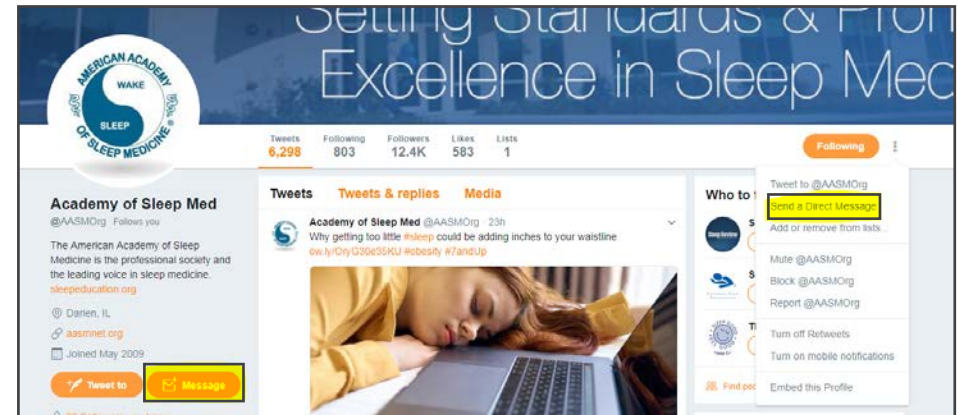 Setting Standards & Pro
Excellence in Sleep Med
AMERICAN ACADEMY
WAKE
SLEEP
OF SLEEP MEDICINE
Tweets Following Followers Likes Lists
6,298 803 12.4K 583 1
Following
Academy of Sleep Med
@AASMOrg Follows you
The American Academy of Sleep
Medicine is the professional society and
the leading voice in sleep medicine.
sleepeducation.org
Darien, IL
aasmnet.org
Joined May 2009
Tweet to
Message
Tweets Tweets & replies Media
Academy of Sleep Med @AASMOrg · 23h
Why getting too little #sleep could be adding inches to your waistline
ow.ly/OryG30e35KU #obesity #7andUp
Who to
Tweet to @AASMOrg
Send a Direct Message
Add or remove from lists...
Mute @AASMOrg
Block @AASMOrg
Report @AASMOrg
Turn off Retweets
Turn on mobile notifications
Embed this Profile
Find